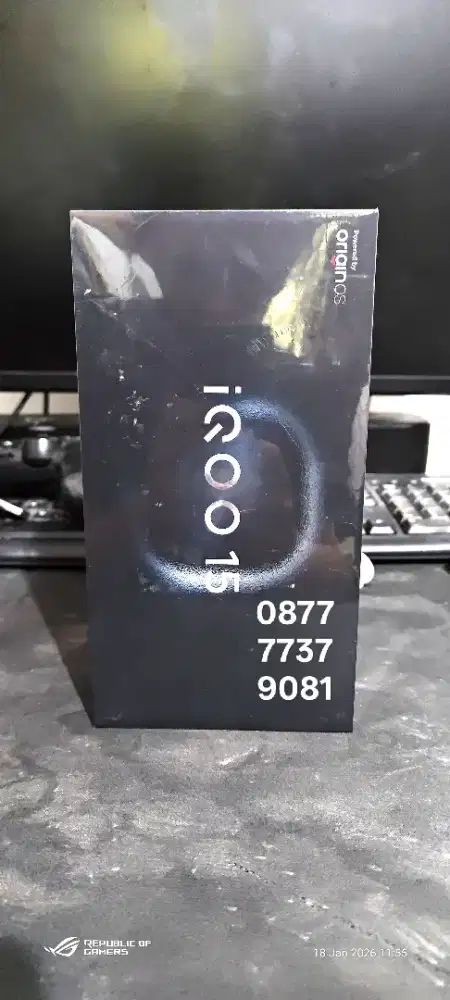 Powered by
OriginOS
iQOO 15
0877
7737
9081
REPUBLIC OF
GAMERS
18 Jan 2026 11:55